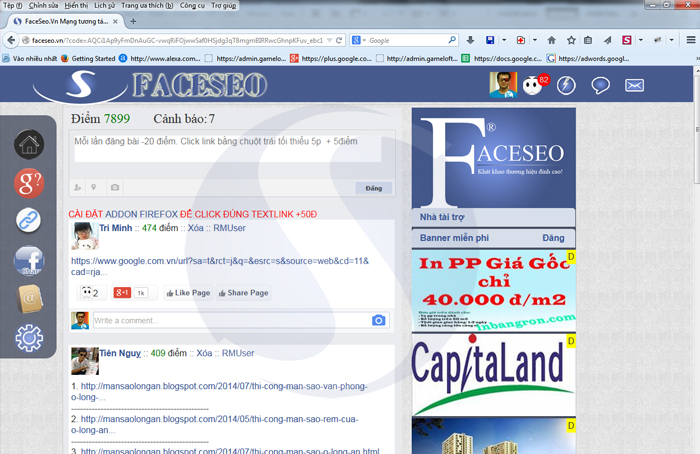 Tệp (f) Chỉnh sửa Hiển thị Lịch sử Trang ưa thích (b) Công cụ Trợ giúp
FaceSeo.Vn Mạng tương tá...
faceseo.vn/?code=
Google
Vào nhiều nhất Getting Started http://www.alexa.com... https://admin.gamelo... https://plus.google.co... http://admin.gameloft... https://docs.google.c... https://adwords.googl...
S FACESEO 82
Điểm 7899 Cảnh báo: 7
Mỗi lần đăng bài -20 điểm. Click link bằng chuột trái tối thiểu 5p + 5điểm
Đăng
CÀI ĐẶT ADDON FIREFOX ĐỂ CLICK ĐÚNG TEXTLINK +50Đ
Tri Minh :: 474 điểm :: Xóa :: RMUser
https://www.google.com.vn/url?sa=t&rct=j&q=&esrc=s&source=web&cd=11&
cad=rja...
2 g+1 1k Like Page Share Page
Write a comment...
Tiên Ngụy :: 409 điểm :: Xóa :: RMUser
1. http://mansaolongan.blogspot.com/2014/07/thi-cong-man-sao-van-phong-
o-long-...
----------------------------------------
2. http://mansaolongan.blogspot.com/2014/05/thi-cong-man-sao-rem-cua-
o-long-an...
----------------------------------------
3. http://mansaolongan.blogspot.com/2014/07/thi-cong-man-sao-o-long-an.html
g?
FACESEO ®
Khát khao thương hiệu đỉnh cao!
Nhà tài trợ
Banner miễn phí Đăng
D
In PP Giá Gốc
chỉ
40.000 đ/m2
Inbangron.com
D
CapitaLand
D